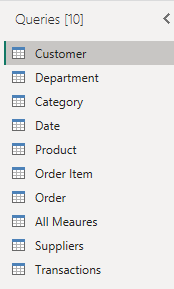 Queries [10]
Customer
Department
Category
Date
Product
Order Item
Order
All Meaures
Suppliers
Transactions